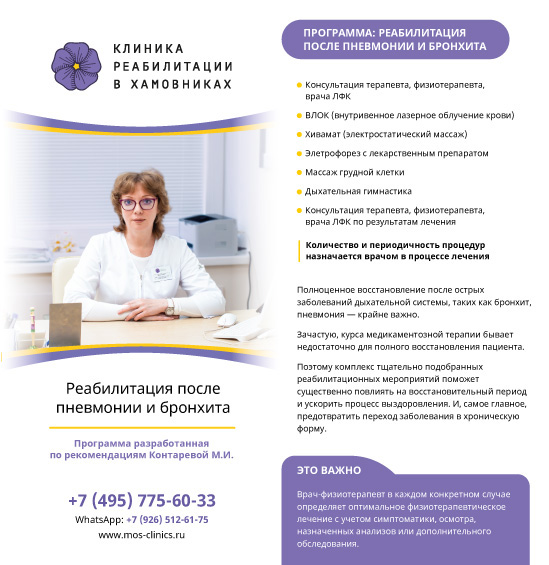 КЛИНИКА
РЕАБИЛИТАЦИИ
В ХАМОВНИКАХ
Реабилитация после
пневмонии и бронхита
Программа разработанная
по рекомендациям Контаревой М.И.
+7 (495) 775-60-33
WhatsApp: +7 (926) 512-61-75
www.mos-clinics.ru
ПРОГРАММА: РЕАБИЛИТАЦИЯ
ПОСЛЕ ПНЕВМОНИИ И БРОНХИТА
Консультация терапевта, физиотерапевта,
врача ЛФК
ВЛОК (внутривенное лазерное облучение крови)
Хивамат (электростатический массаж)
Элетрофорез с лекарственным препаратом
Массаж грудной клетки
Дыхательная гимнастика
Консультация терапевта, физиотерапевта,
врача ЛФК по результатам лечения
Количество и периодичность процедур
назначается врачом в процессе лечения
Полноценное восстановление после острых
заболеваний дыхательной системы, таких как бронхит,
пневмония — крайне важно.
Зачастую, курса медикаментозной терапии бывает
недостаточно для полного восстановления пациента.
Поэтому комплекс тщательно подобранных
реабилитационных мероприятий поможет
существенно повлиять на восстановительный период
и ускорить процесс выздоровления. И, самое главное,
предотвратить переход заболевания в хроническую
форму.
ЭТО ВАЖНО
Врач-физиотерапевт в каждом конкретном случае
определяет оптимальное физиотерапевтическое
лечение с учетом симптоматики, осмотра,
назначенных анализов или дополнительного
обследования.